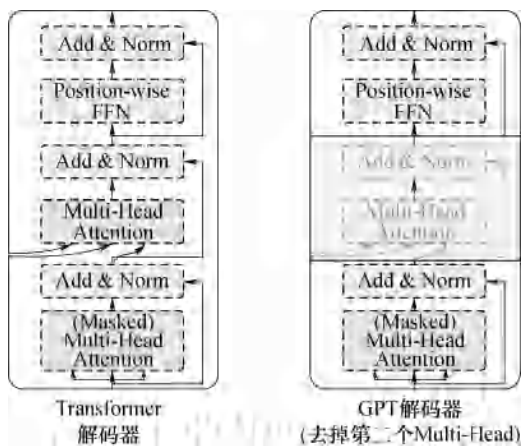 Add & Norm
Position-wise
FFN
Add & Norm
Multi-Head
Attention
Add & Norm
(Masked)
Multi-Head
Attention
Transformer
解码器
Add & Norm
Position-wise
FFN
Add & Norm
Multi-Head
Attention
Add & Norm
(Masked)
Multi-Head
Attention
GPT解码器
(去掉第二个Multi-Head)